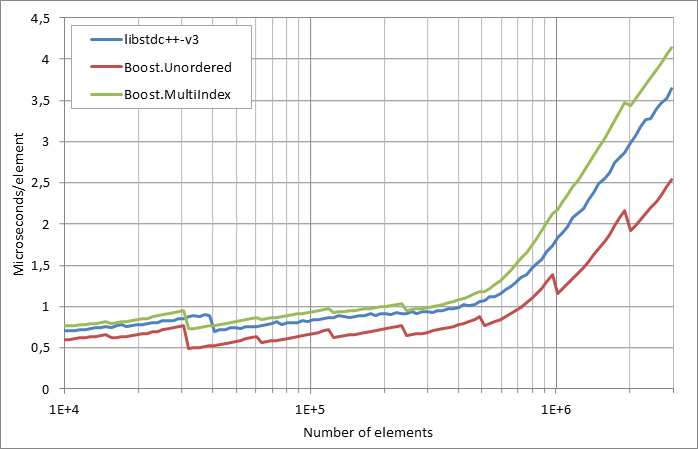 4,5
4
3,5
3
2,5
2
1,5
1
0,5
0
Microseconds/element
libstdc++-v3
Boost.Unordered
Boost.MultiIndex
1E+4
1E+5
1E+6
Number of elements